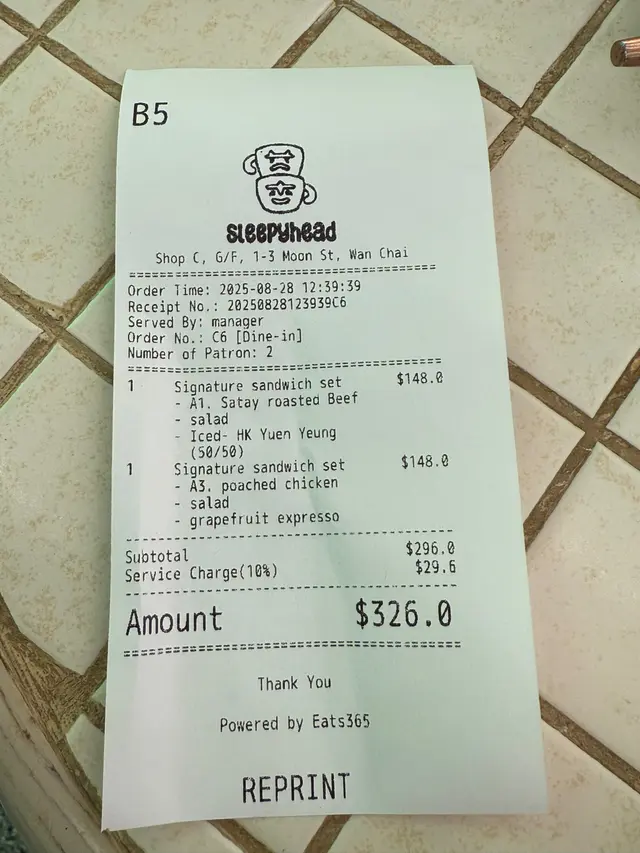 B5
sleepyhead
Shop C, G/F, 1-3 Moon St, Wan Chai
Order Time: 2025-08-28 12:39:39
Receipt No.: 20250828123939C6
Served By: manager
Order No.: C6 [Dine-in]
Number of Patron: 2
1 Signature sandwich set $148.0
- A1. Satay roasted Beef
- salad
- Iced- HK Yuen Yeung
(50/50)
1 Signature sandwich set $148.0
- A3. poached chicken
- salad
- grapefruit expresso
Subtotal $296.0
Service Charge(10%) $29.6
Amount $326.0
Thank You
Powered by Eats365
REPRINT